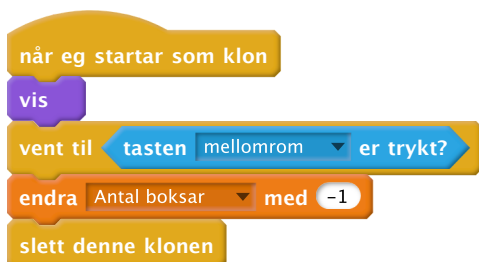 når eg startar som klon
vis
vent til tasten mellomrom er trykt?
endra Antal boksar med -1
slett denne klonen